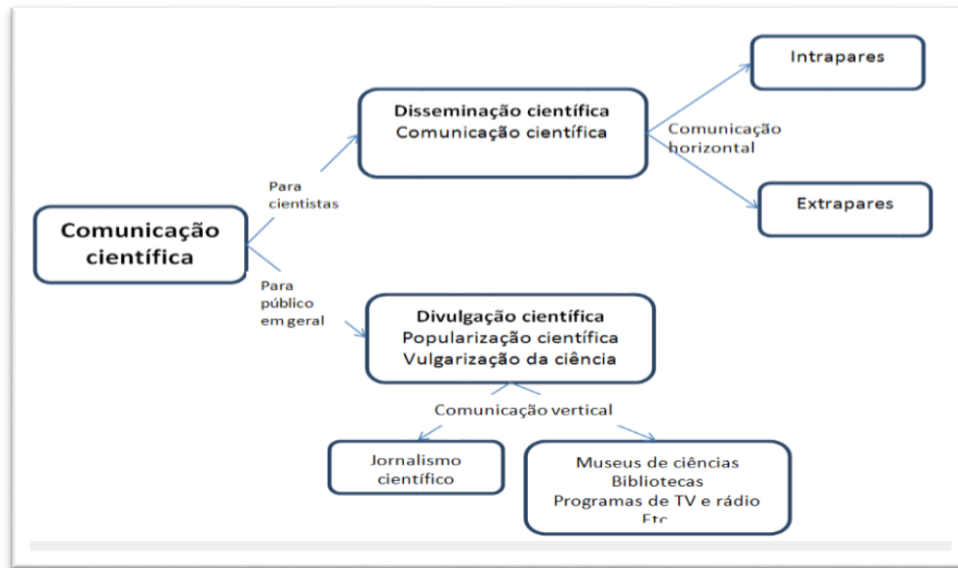 Intrapares
Disseminação científica
Comunicação científica
Comunicação
horizontal
Para
cientistas
Extrapares
Comunicação
científica
Para
público
em geral
Divulgação científica
Popularização científica
Vulgarização da ciência
Comunicação vertical
Jornalismo
científico
Museus de ciências
Bibliotecas
Programas de TV e rádio
Etc